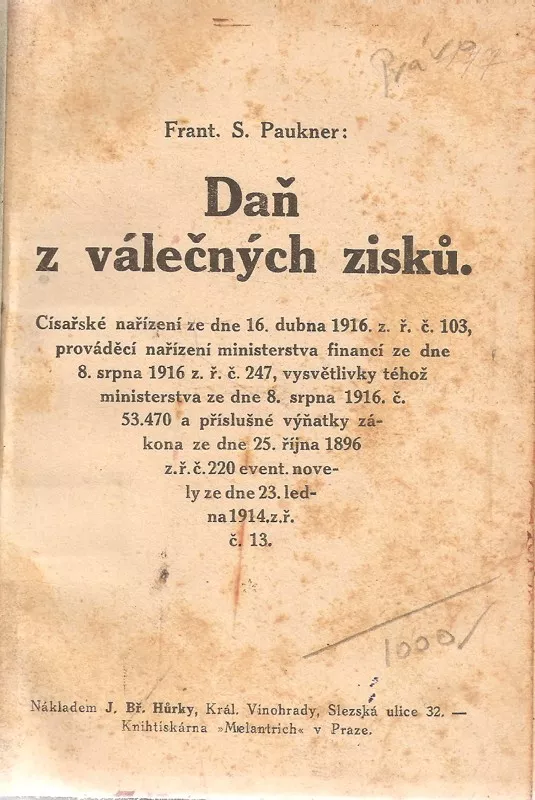 Frant. S. Paukner:
Daň
z válečných zisků.
Císařské nařízení ze dne 16. dubna 1916. z. ř. č. 103,
prováděcí nařízení ministerstva financí ze dne
8. srpna 1916 z. ř. č. 247, vysvětlivky téhož
ministerstva ze dne 8. srpna 1916. č.
53.470 a příslušné výňatky zá-
kona ze dne 25. října 1896
z.ř.č.220 event. nove-
ly ze dne 23. led-
na 1914.z.ř.
č. 13.
1000
Nákladem J. Bř. Hůrky, Král. Vinohrady, Slezská ulice 32. —
Knihtiskárna »Melantrich« v Praze.